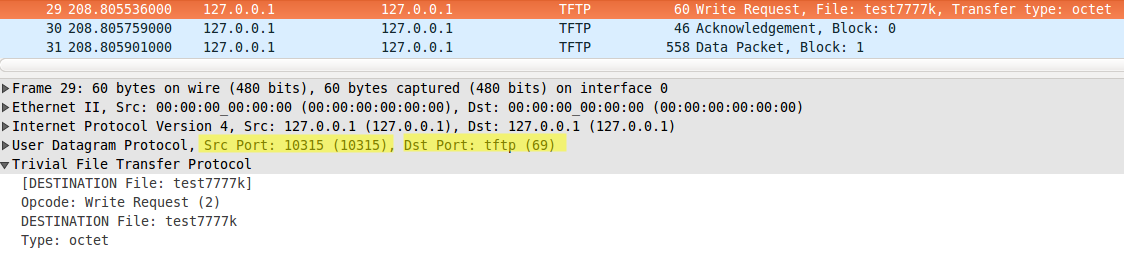 29 208.805536000 127.0.0.1 127.0.0.1 TFTP 60 Write Request, File: test7777k, Transfer type: octet
30 208.805759000 127.0.0.1 127.0.0.1 TFTP 46 Acknowledgement, Block: 0
31 208.805901000 127.0.0.1 127.0.0.1 TFTP 558 Data Packet, Block: 1
Frame 29: 60 bytes on wire (480 bits), 60 bytes captured (480 bits) on interface 0
Ethernet II, Src: 00:00:00_00:00:00 (00:00:00:00:00:00), Dst: 00:00:00_00:00:00 (00:00:00:00:00:00)
Internet Protocol Version 4, Src: 127.0.0.1 (127.0.0.1), Dst: 127.0.0.1 (127.0.0.1)
User Datagram Protocol, Src Port: 10315 (10315), Dst Port: tftp (69)
Trivial File Transfer Protocol
[DESTINATION File: test7777k]
Opcode: Write Request (2)
DESTINATION File: test7777k
Type: octet